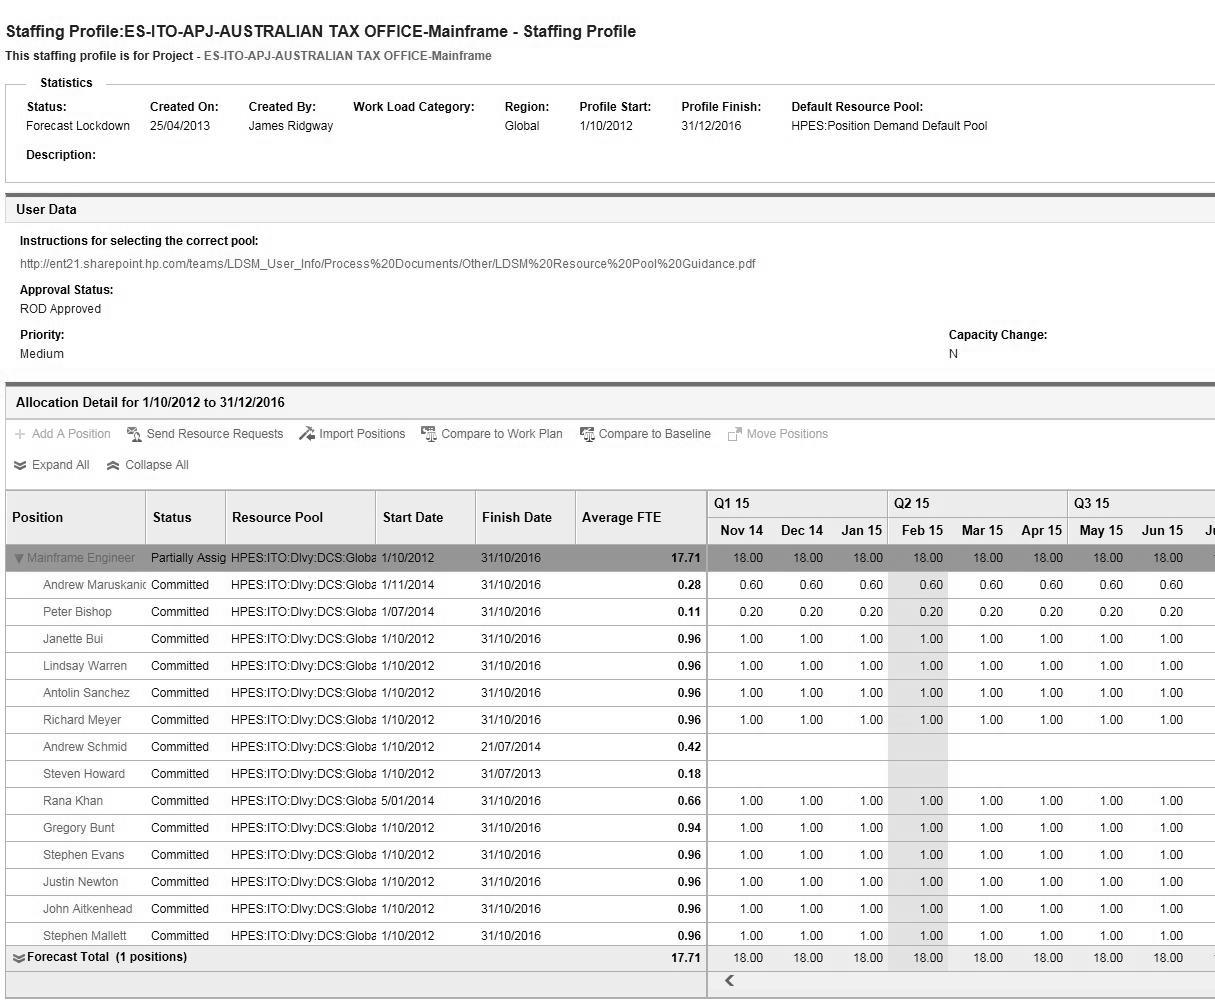 Staffing Profile:ES-ITO-APJ-AUSTRALIAN TAX OFFICE-Mainframe - Staffing Profile
This staffing profile is for Project - ES-ITO-APJ-AUSTRALIAN TAX OFFICE-Mainframe
Statistics
Status: Created On: Created By: Work Load Category: Region: Profile Start: Profile Finish: Default Resource Pool:
Forecast Lockdown 25/04/2013 James Ridgway Global 1/10/2012 31/12/2016 HPES:Position Demand Default Pool
Description:
User Data
Instructions for selecting the correct pool:
http://ent21.sharepoint.hp.com/teams/LDSM_User_Info/Process%20Documents/Other/LDSM%20Resource%20Pool%20Guidance.pdf
Approval Status:
ROD Approved
Priority: Capacity Change:
Medium N
Allocation Detail for 1/10/2012 to 31/12/2016
Add A Position Send Resource Requests Import Positions Compare to Work Plan Compare to Baseline Move Positions
Expand All Collapse All
Q1 15 Q2 15 Q3 15
Position Status Resource Pool Start Date Finish Date Average FTE
Nov 14 Dec 14 Jan 15 Feb 15 Mar 15 Apr 15 May 15 Jun 15
Mainframe Engineer Partially Assig HPES:ITO:Dlvy:DCS:Globa 1/10/2012 31/10/2016 17.71 18.00 18.00 18.00 18.00 18.00 18.00 18.00 18.00
Andrew Maruskanic Committed HPES:ITO:Dlvy:DCS:Globa 1/11/2014 31/10/2016 0.28 0.60 0.60 0.60 0.60 0.60 0.60 0.60 0.60
Peter Bishop Committed HPES:ITO:Dlvy:DCS:Globa 1/07/2014 31/10/2016 0.11 0.20 0.20 0.20 0.20 0.20 0.20 0.20 0.20
Janette Bui Committed HPES:ITO:Dlvy:DCS:Globa 1/10/2012 31/10/2016 0.96 1.00 1.00 1.00 1.00 1.00 1.00 1.00 1.00
Lindsay Warren Committed HPES:ITO:Dlvy:DCS:Globa 1/10/2012 31/10/2016 0.96 1.00 1.00 1.00 1.00 1.00 1.00 1.00 1.00
Antolin Sanchez Committed HPES:ITO:Dlvy:DCS:Globa 1/10/2012 31/10/2016 0.96 1.00 1.00 1.00 1.00 1.00 1.00 1.00 1.00
Richard Meyer Committed HPES:ITO:Dlvy:DCS:Globa 1/10/2012 31/10/2016 0.96 1.00 1.00 1.00 1.00 1.00 1.00 1.00 1.00
Andrew Schmid Committed HPES:ITO:Dlvy:DCS:Globa 1/10/2012 21/07/2014 0.42
Steven Howard Committed HPES:ITO:Dlvy:DCS:Globa 1/10/2012 31/07/2013 0.18
Rana Khan Committed HPES:ITO:Dlvy:DCS:Globa 5/01/2014 31/10/2016 0.66 1.00 1.00 1.00 1.00 1.00 1.00 1.00 1.00
Gregory Bunt Committed HPES:ITO:Dlvy:DCS:Globa 1/10/2012 31/10/2016 0.94 1.00 1.00 1.00 1.00 1.00 1.00 1.00 1.00
Stephen Evans Committed HPES:ITO:Dlvy:DCS:Globa 1/10/2012 31/10/2016 0.96 1.00 1.00 1.00 1.00 1.00 1.00 1.00 1.00
Justin Newton Committed HPES:ITO:Dlvy:DCS:Globa 1/10/2012 31/10/2016 0.96 1.00 1.00 1.00 1.00 1.00 1.00 1.00 1.00
John Aitkenhead Committed HPES:ITO:Dlvy:DCS:Globa 1/10/2012 31/10/2016 0.96 1.00 1.00 1.00 1.00 1.00 1.00 1.00 1.00
Stephen Mallett Committed HPES:ITO:Dlvy:DCS:Globa 1/10/2012 31/10/2016 0.96 1.00 1.00 1.00 1.00 1.00 1.00 1.00 1.00
Forecast Total (1 positions) 17.71 18.00 18.00 18.00 18.00 18.00 18.00 18.00 18.00